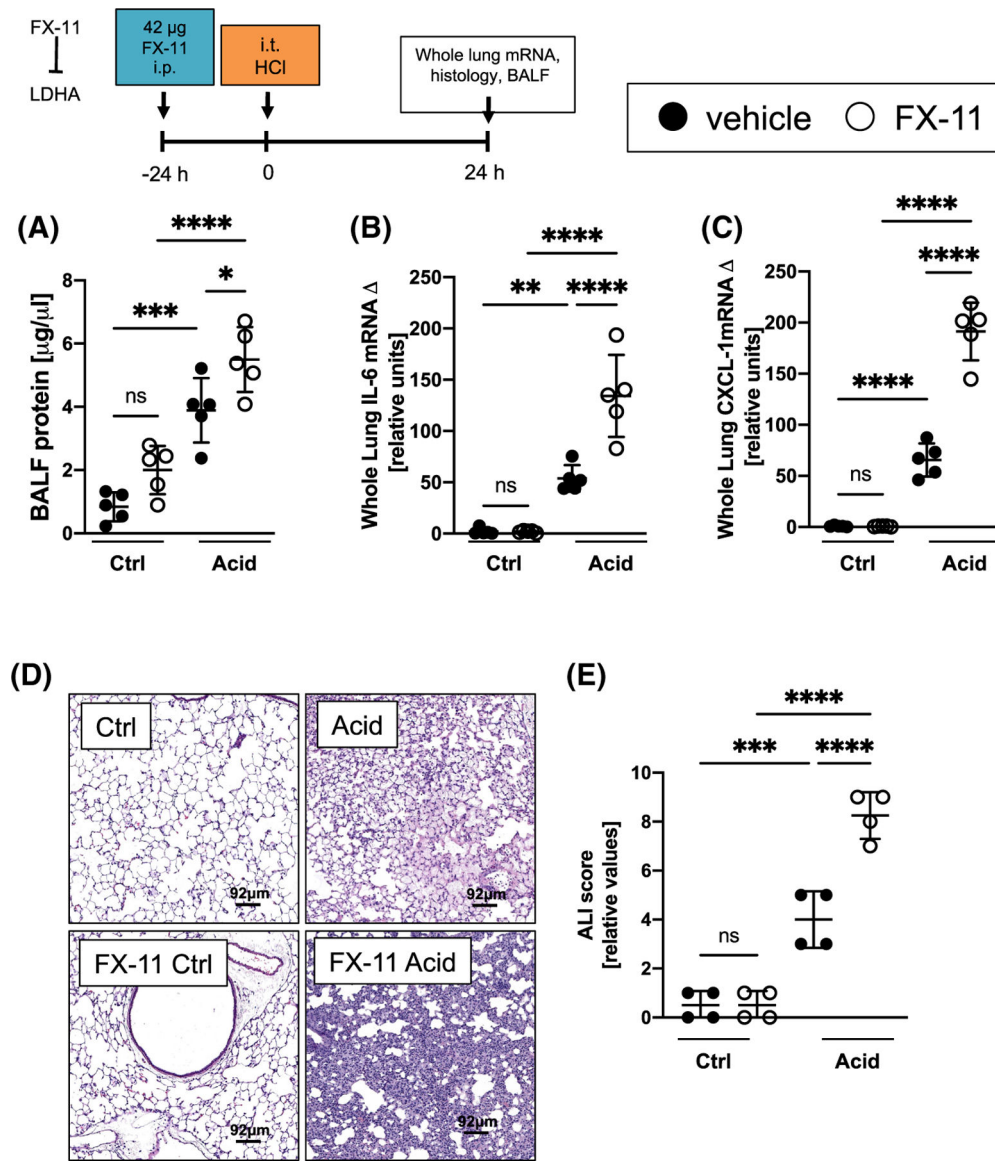 FX-11
LDHA
42 µg
FX-11
i.p.
i.t.
HCl
Whole lung mRNA,
histology, BALF
-24 h
0
24 h
vehicle
FX-11
(A)
****
*
***
ns
BALF protein [µg/µl]
8
6
4
2
0
Ctrl
Acid
(B)
****
**
****
ns
Whole Lung IL-6 mRNA Δ
[relative units]
250
200
150
100
50
0
Ctrl
Acid
(C)
****
****
****
ns
Whole Lung CXCL-1mRNA Δ
[relative units]
250
200
150
100
50
0
Ctrl
Acid
(D)
Ctrl
92µm
Acid
92µm
FX-11 Ctrl
92µm
FX-11 Acid
92µm
(E)
****
***
****
ns
ALI score
[relative values]
10
8
6
4
2
0
Ctrl
Acid